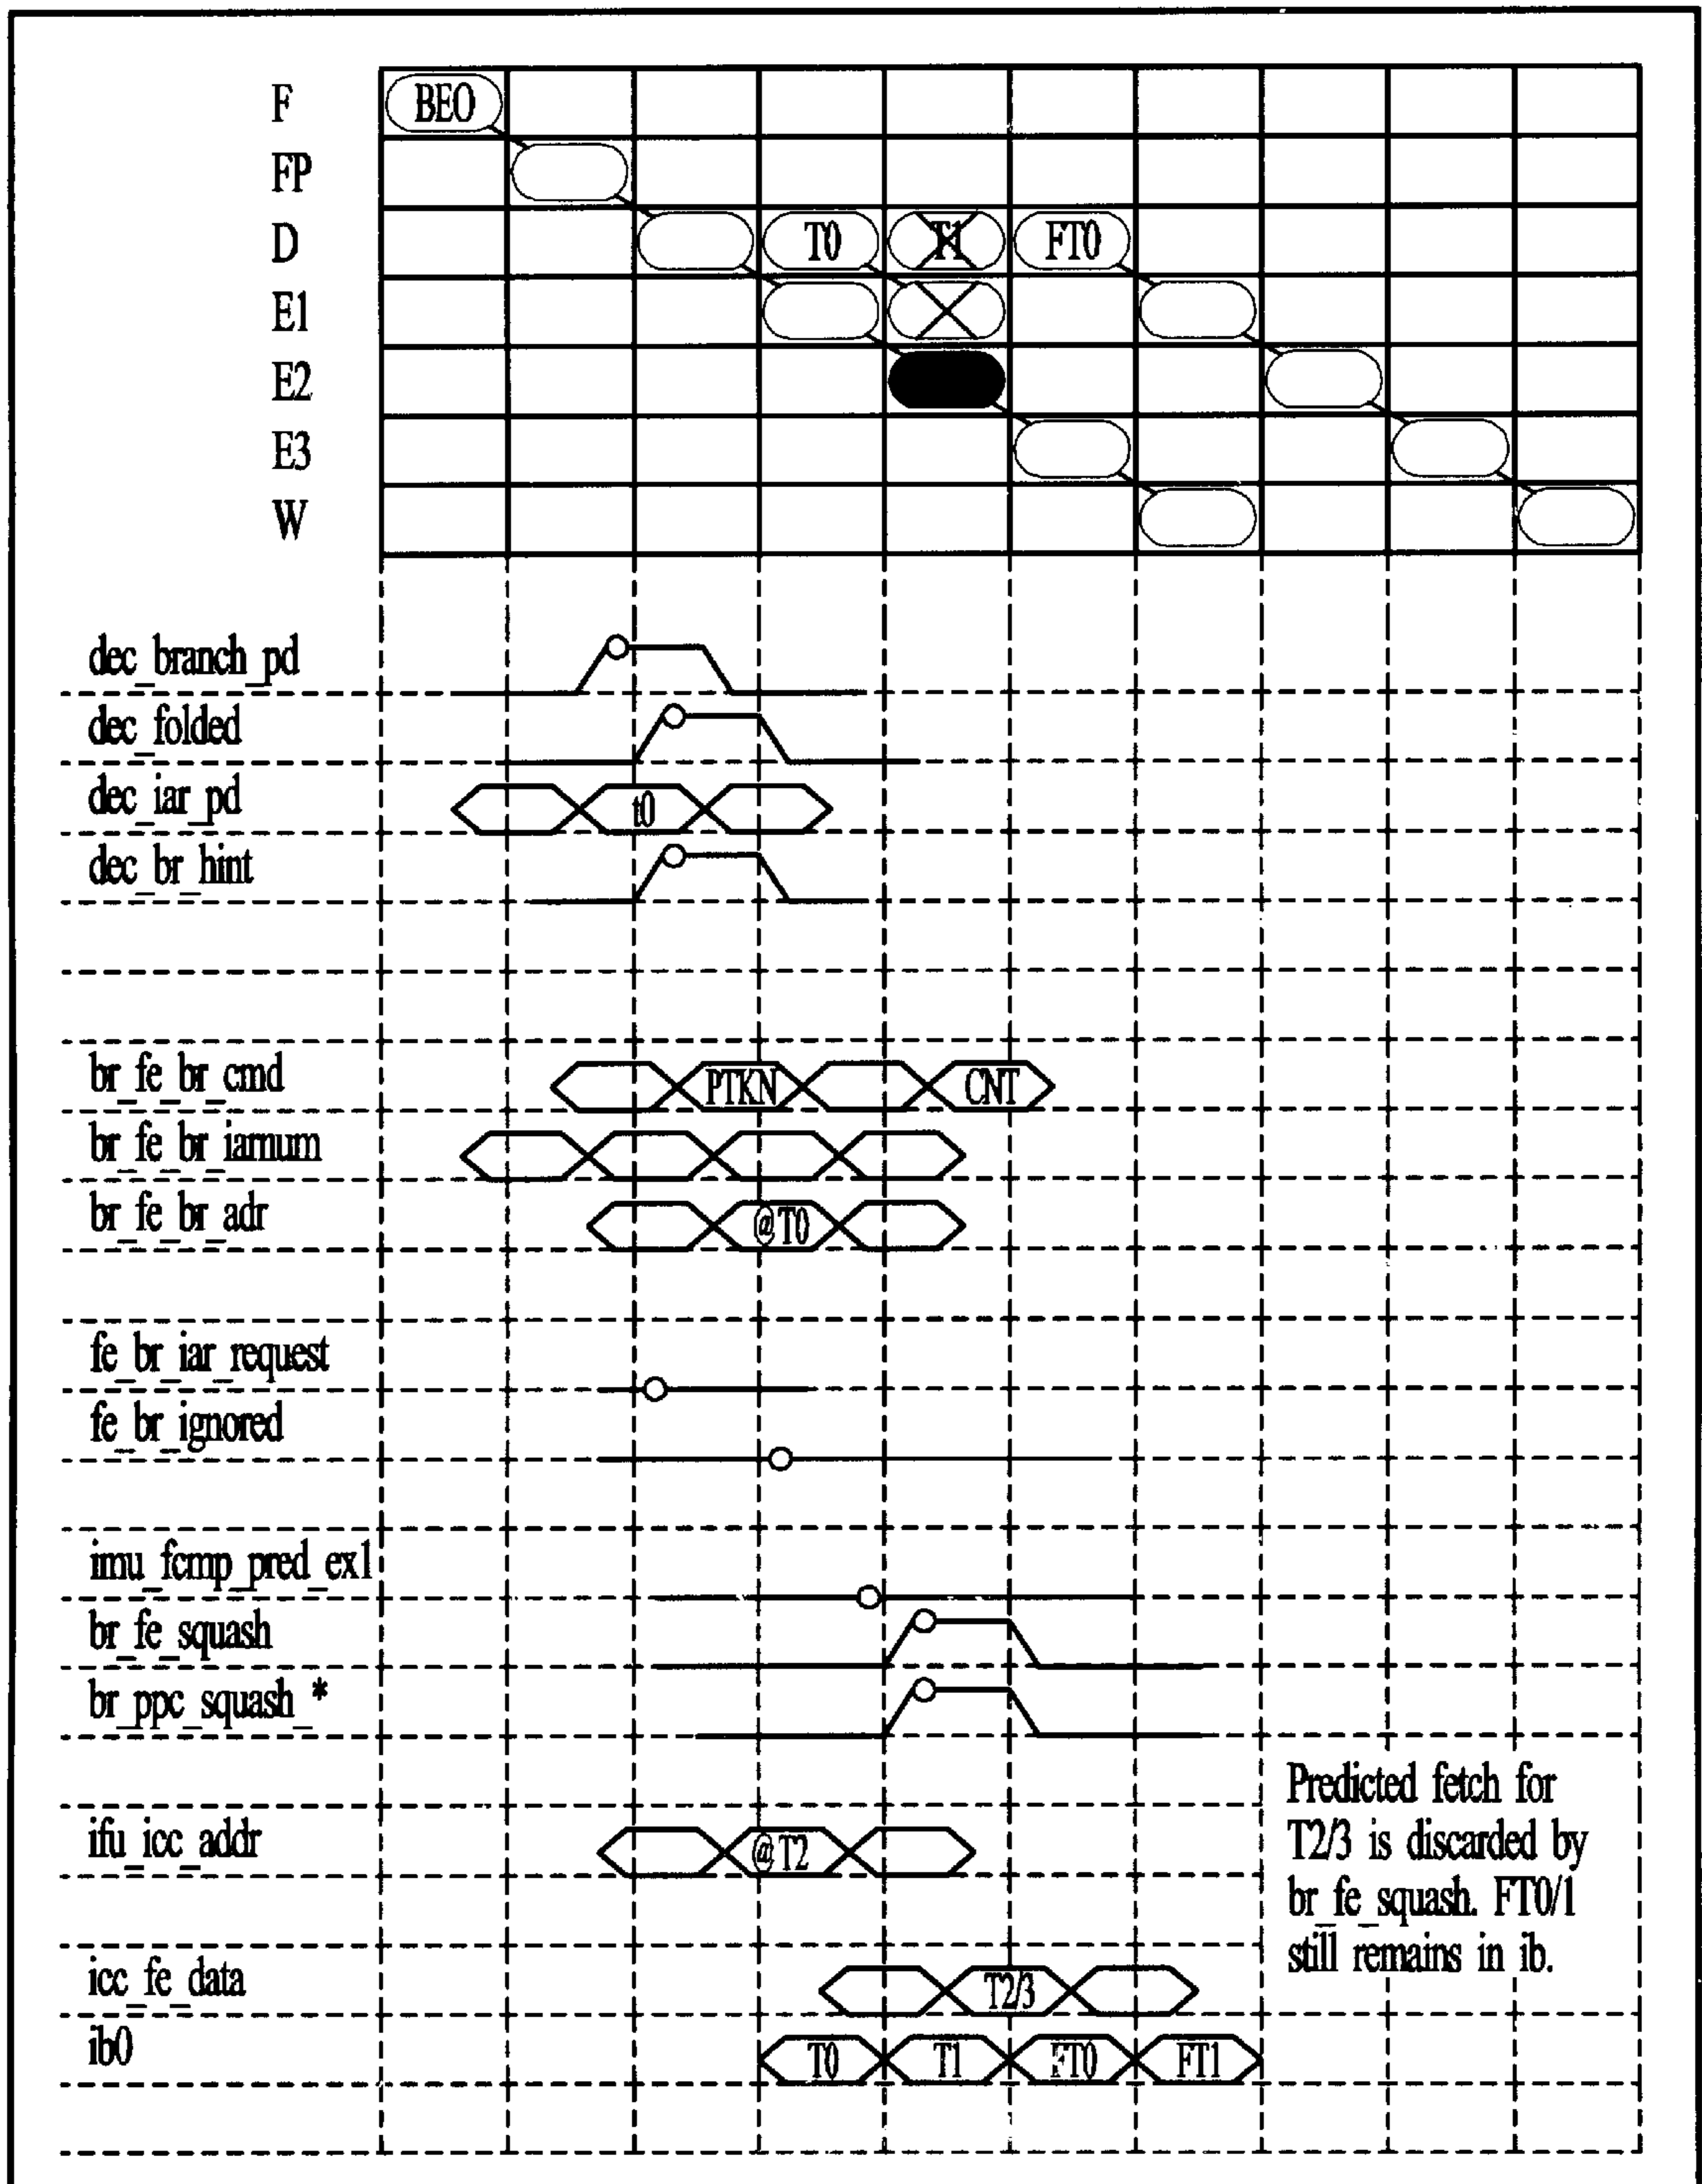 F BEO
FP
D T0 T1 FT0
E1
E2
E3
W
dec_branch_pd
dec_folded
dec_iar_pd t0
dec_br_hint
br_fe_br_cmd PTKN CNT
br_fe_br_iarnum
br_fe_br_adr @T0
fe_br_iar_request
fe_br_ignored
imu_fcmp_pred_ex1
br_fe_squash
br_ppc_squash_*
Predicted fetch for
ifu_icc_addr @T2 T2/3 is discarded by
br_fe_squash. FT0/1
still remains in ib.
icc_fe_data T2/3
ib0 T0 T1 FT0 FT1